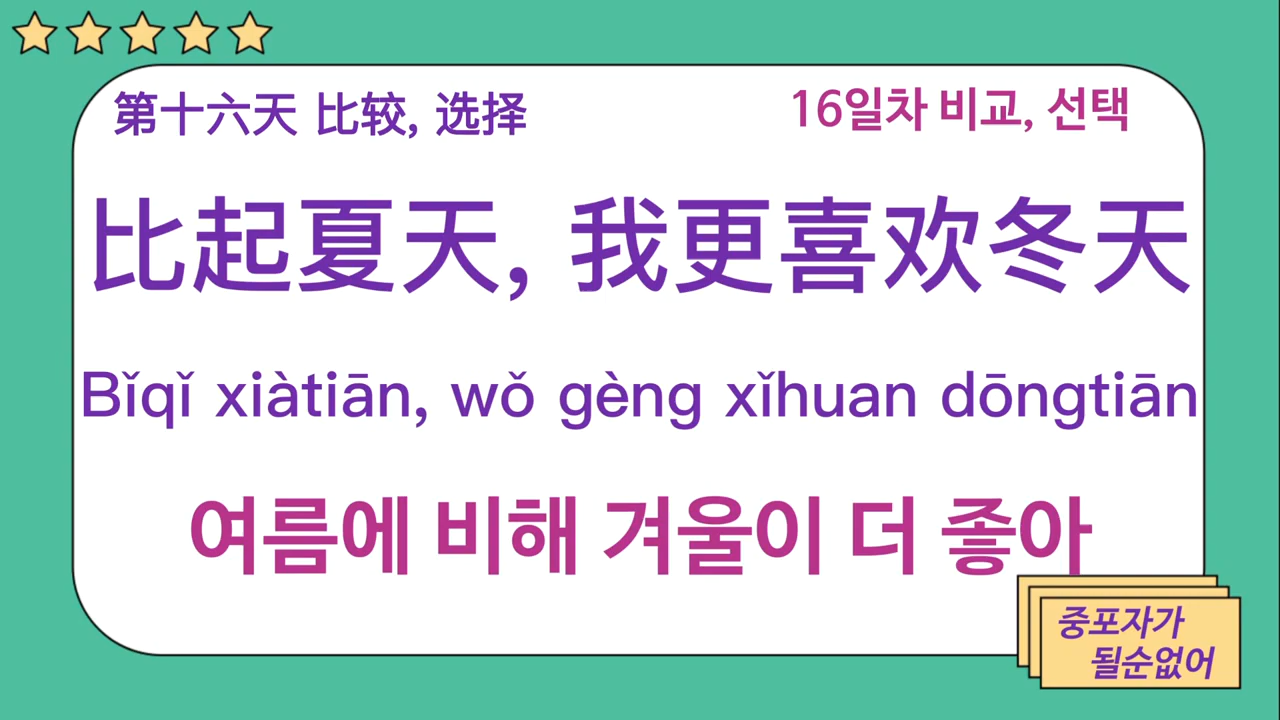 第十六天 比较, 选择
16일차 비교, 선택
比起夏天, 我更喜欢冬天
Bǐqǐ xiàtiān, wǒ gèng xǐhuan dōngtiān
여름에 비해 겨울이 더 좋아
중포자가
될순없어